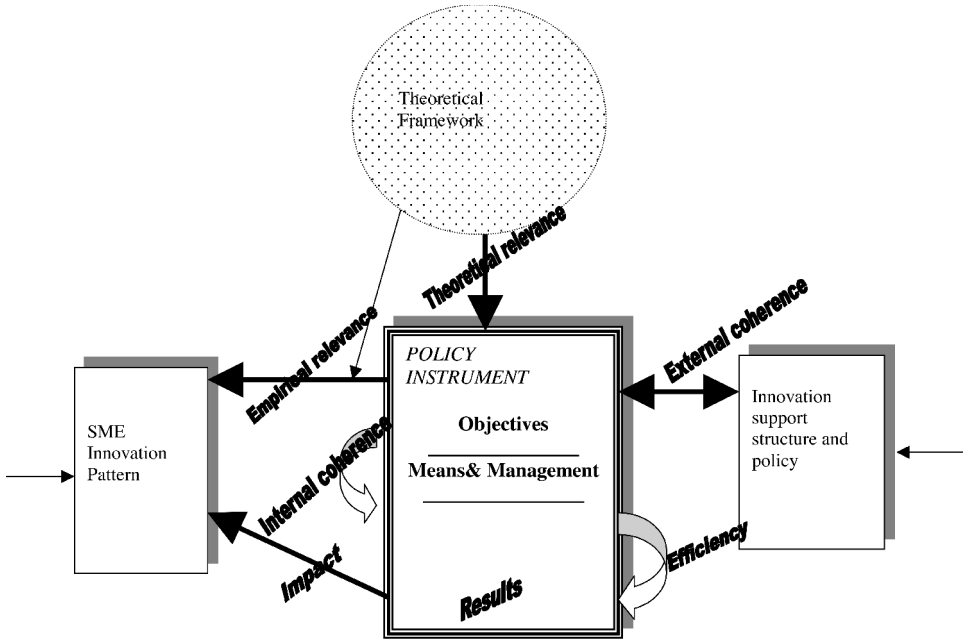 Theoretical
Framework
Theoretical relevance
External coherence
Empirical relevance
POLICY
INSTRUMENT
Objectives
Means& Management
Innovation
support
structure and
policy
SME
Innovation
Pattern
Internal coherence
Efficiency
Impact
Results